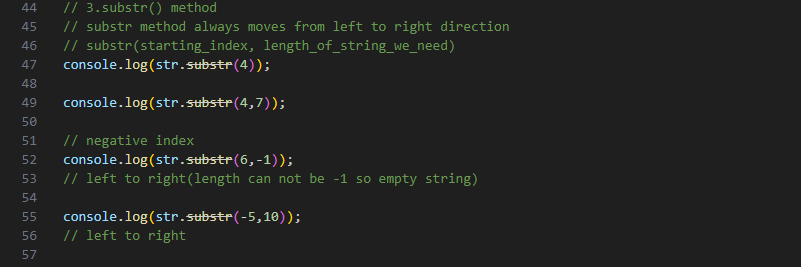 44 // 3.substr() method
45 // substr method always moves from left to right direction
46 // substr(starting_index, length_of_string_we_need)
47 console.log(str.substr(4));
48
49 console.log(str.substr(4,7));
50
51 // negative index
52 console.log(str.substr(6,-1));
53 // left to right(length can not be -1 so empty string)
54
55 console.log(str.substr(-5,10));
56 // left to right
57